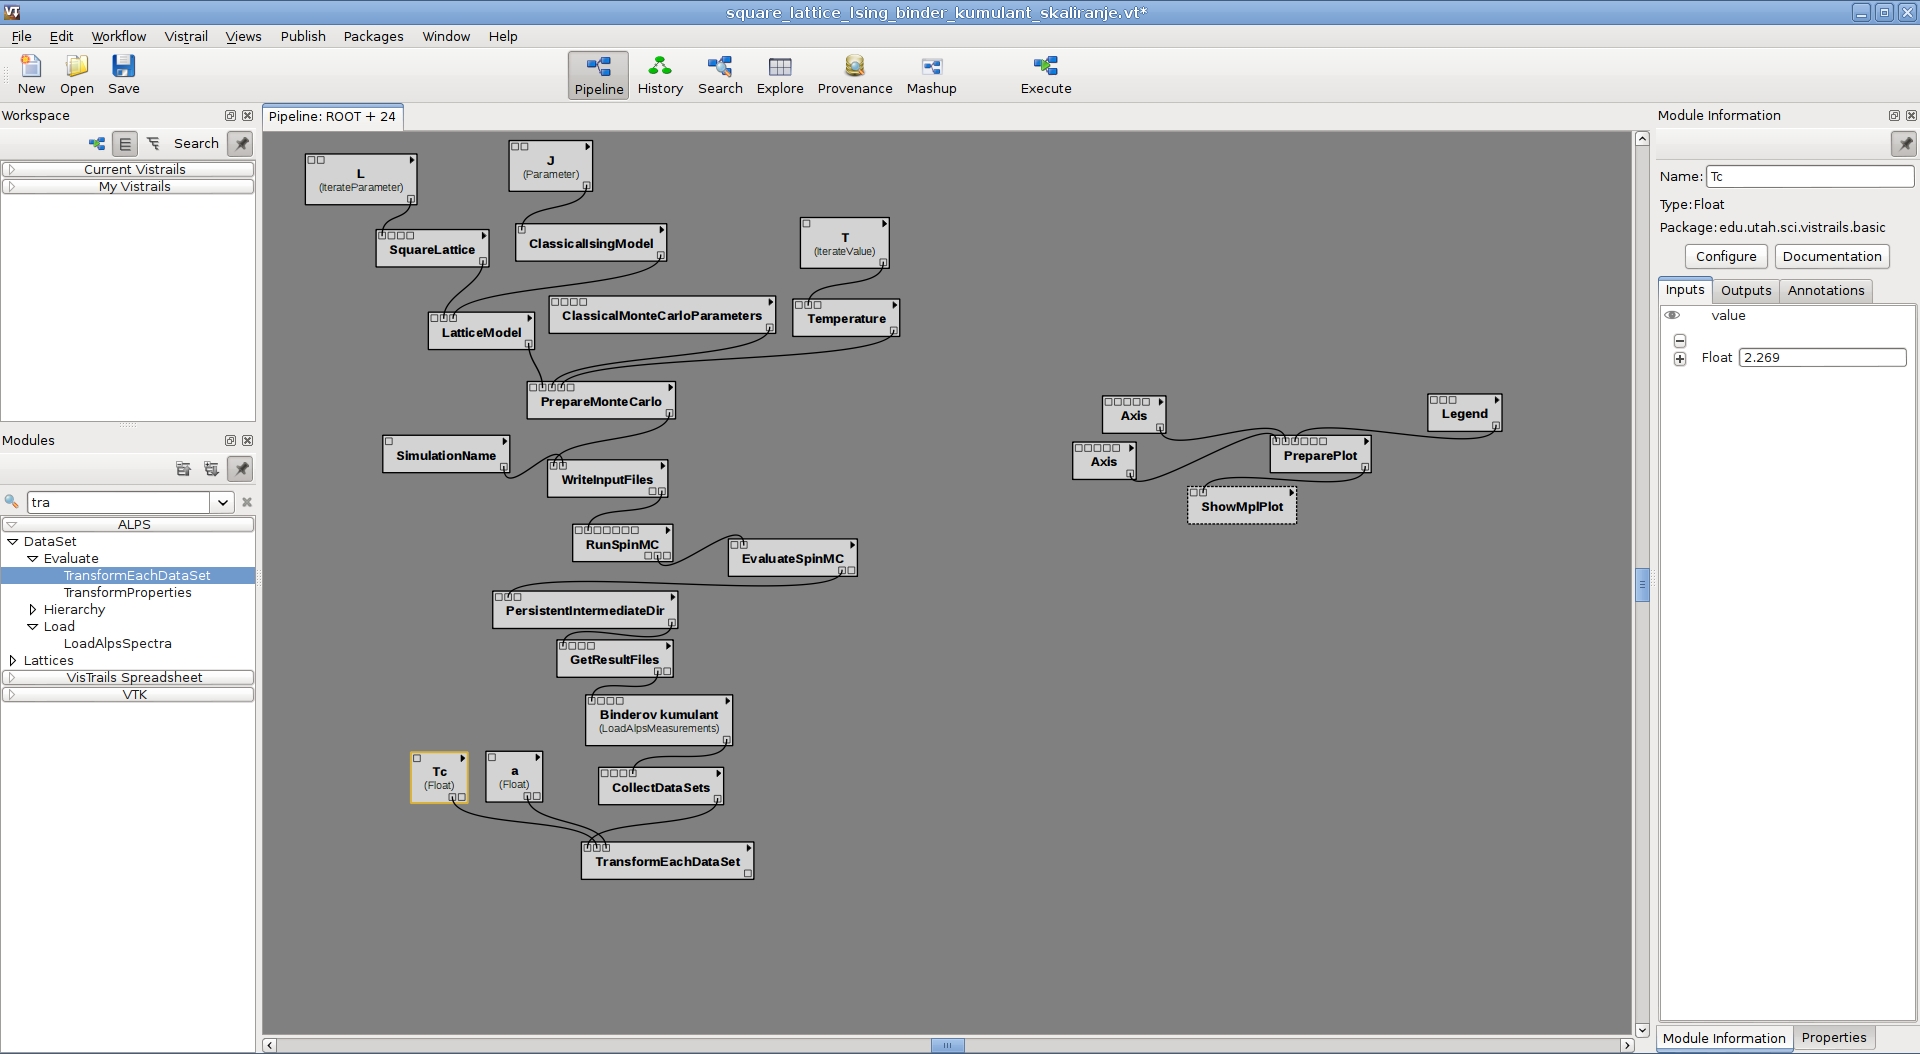 VT
square_lattice_Ising_binder_kumulant_skaliranje.vt*
File Edit Workflow Vistrail Views Publish Packages Window Help
New Open Save Pipeline History Search Explore Provenance Mashup Execute
Workspace
Search
Current Vistrails
My Vistrails
Modules
tra
ALPS
DataSet
Evaluate
TransformEachDataSet
TransformProperties
Hierarchy
Load
LoadAlpsSpectra
Lattices
VisTrails Spreadsheet
VTK
Pipeline: ROOT + 24
L
(IterateParameter)
J
(Parameter)
SquareLattice
ClassicalIsingModel
T
(IterateValue)
LatticeModel
ClassicalMonteCarloParameters
Temperature
PrepareMonteCarlo
SimulationName
WriteInputFiles
RunSpinMC
EvaluateSpinMC
PersistentIntermediateDir
GetResultFiles
Binderov kumulant
(LoadAlpsMeasurements)
Tc
(Float)
a
(Float)
CollectDataSets
TransformEachDataSet
Axis
Axis
Legend
PreparePlot
ShowMplPlot
Module Information
Name: Tc
Type: Float
Package: edu.utah.sci.vistrails.basic
Configure Documentation
Inputs Outputs Annotations
value
Float 2.269
Module Information Properties